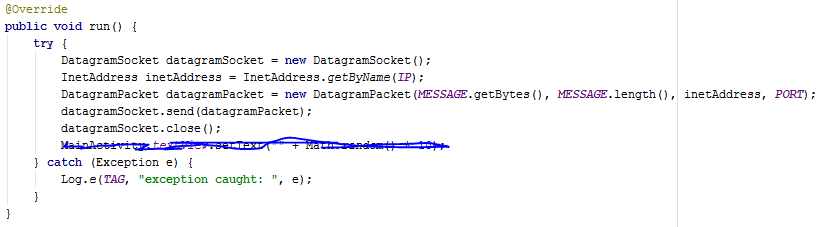 @Override
public void run() {
try {
DatagramSocket datagramSocket = new DatagramSocket();
InetAddress inetAddress = InetAddress.getByName(IP);
DatagramPacket datagramPacket = new DatagramPacket(MESSAGE.getBytes(), MESSAGE.length(), inetAddress, PORT);
datagramSocket.send(datagramPacket);
datagramSocket.close();
MainActivity.textView.setText("" + Math.random() * 10);
} catch (Exception e) {
Log.e(TAG, "exception caught: ", e);
}
}